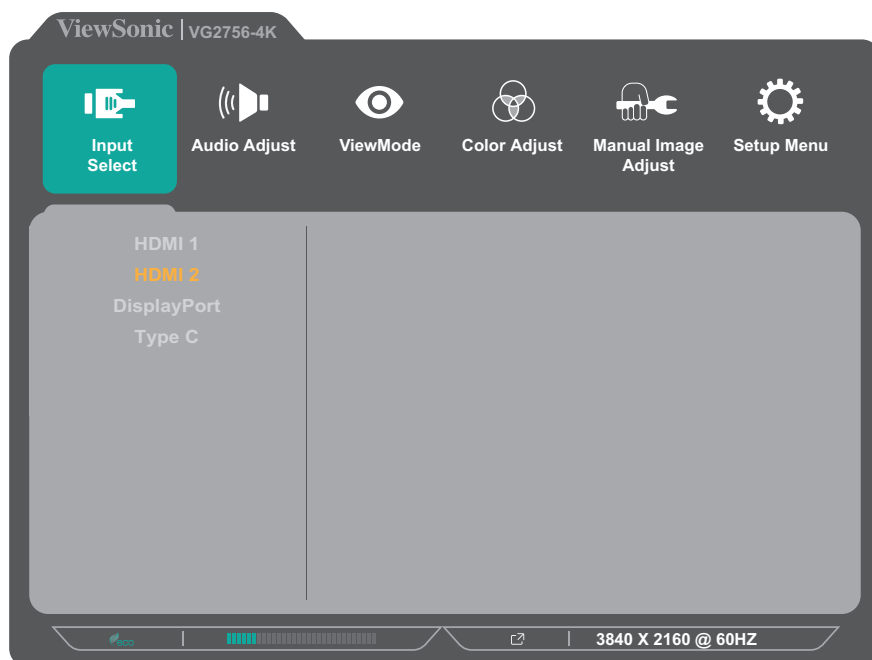 ViewSonic | VG2756-4K
Input
Select
Audio Adjust
ViewMode
Color Adjust
Manual Image
Adjust
Setup Menu
HDMI 1
HDMI 2
DisplayPort
Type C
eco
3840 X 2160 @ 60HZ